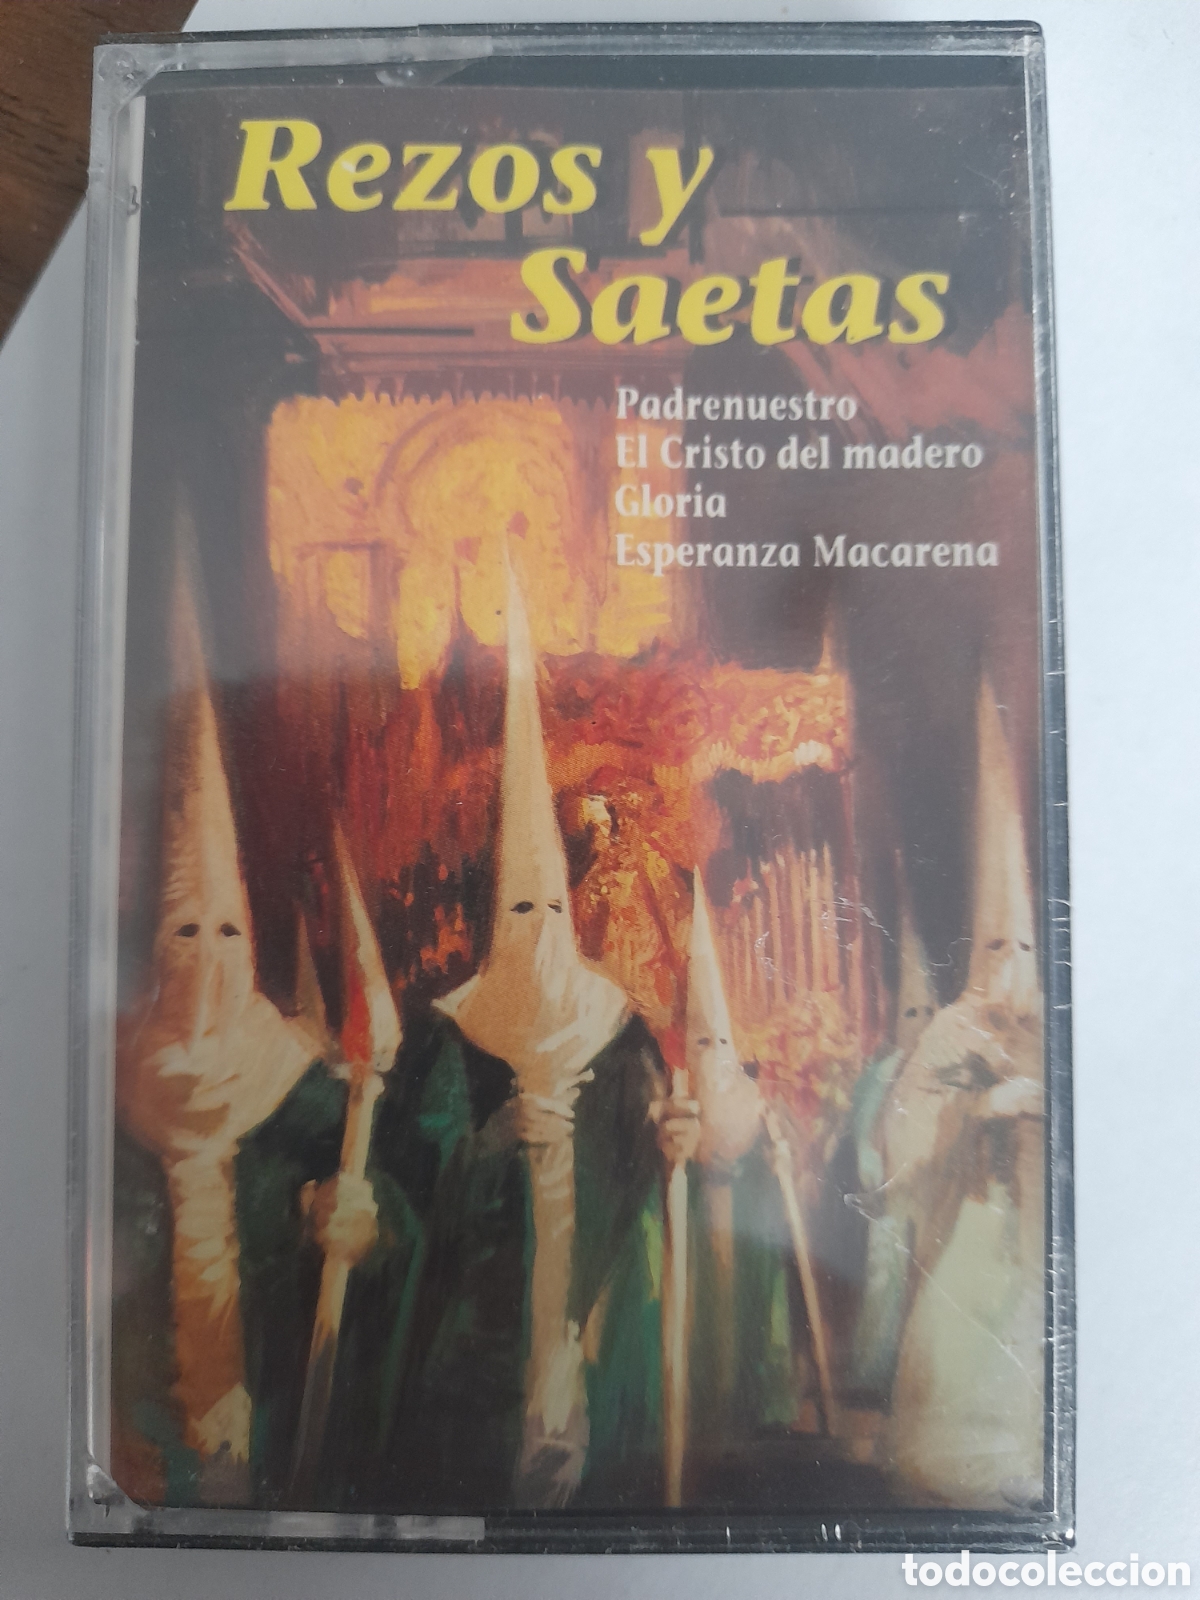 Rezos y
Saetas
Padrenuestro
El Cristo del madero
Gloria
Esperanza Macarena
todocoleccion